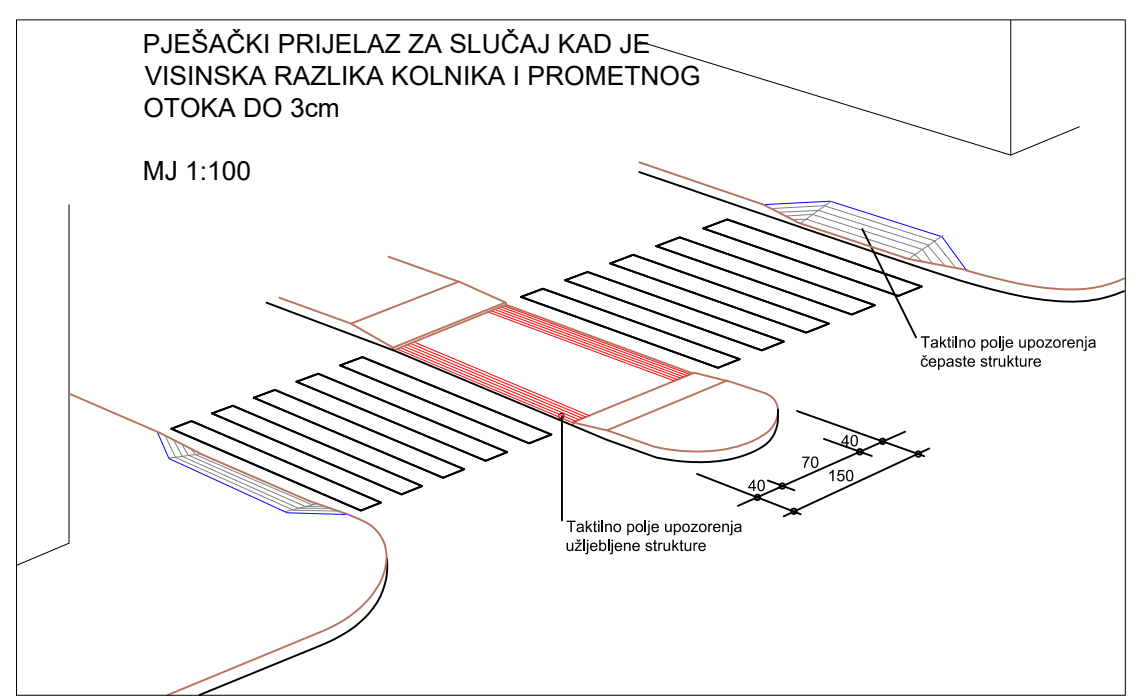 PJEŠAČKI PRIJELAZ ZA SLUČAJ KAD JE
VISINSKA RAZLIKA KOLNIKA I PROMETNOG
OTOKA DO 3cm
MJ 1:100
Taktilno polje upozorenja
čepaste strukture
40
70
150
40
Taktilno polje upozorenja
užljebljene strukture